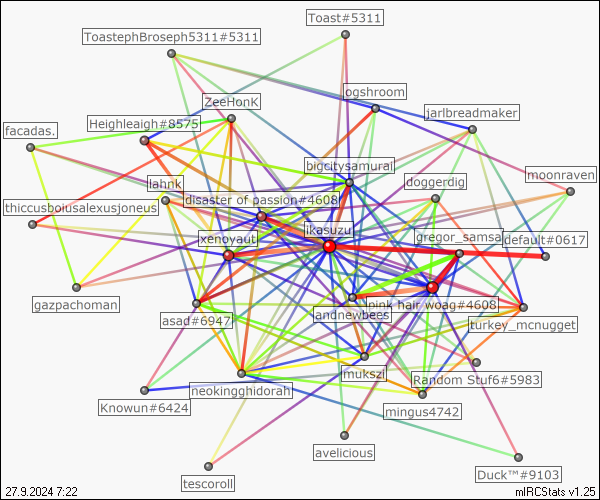 Toast#5311
ToastephBroseph5311#5311
ogshroom
ZeeHonK
jarlbreadmaker
Heighleaigh#8575
facadas.
bigcitysamurai
doggerdig
moonraven
lahnk
disaster of passion#4608
thiccusboiusalexusjoneus
ikasuzu
gregor_samsa
default#0617
xenoyaut
gazpachoman
pink hair woag#4608
andnewbees
asad#6947
turkey_mcnugget
mukszi
Random Stuf6#5983
neokingghidorah
Knowun#6424
mingus4742
avelicious
Duck™#9103
tescoroll
27.9.2024 7:22
mIRCStats v1.25